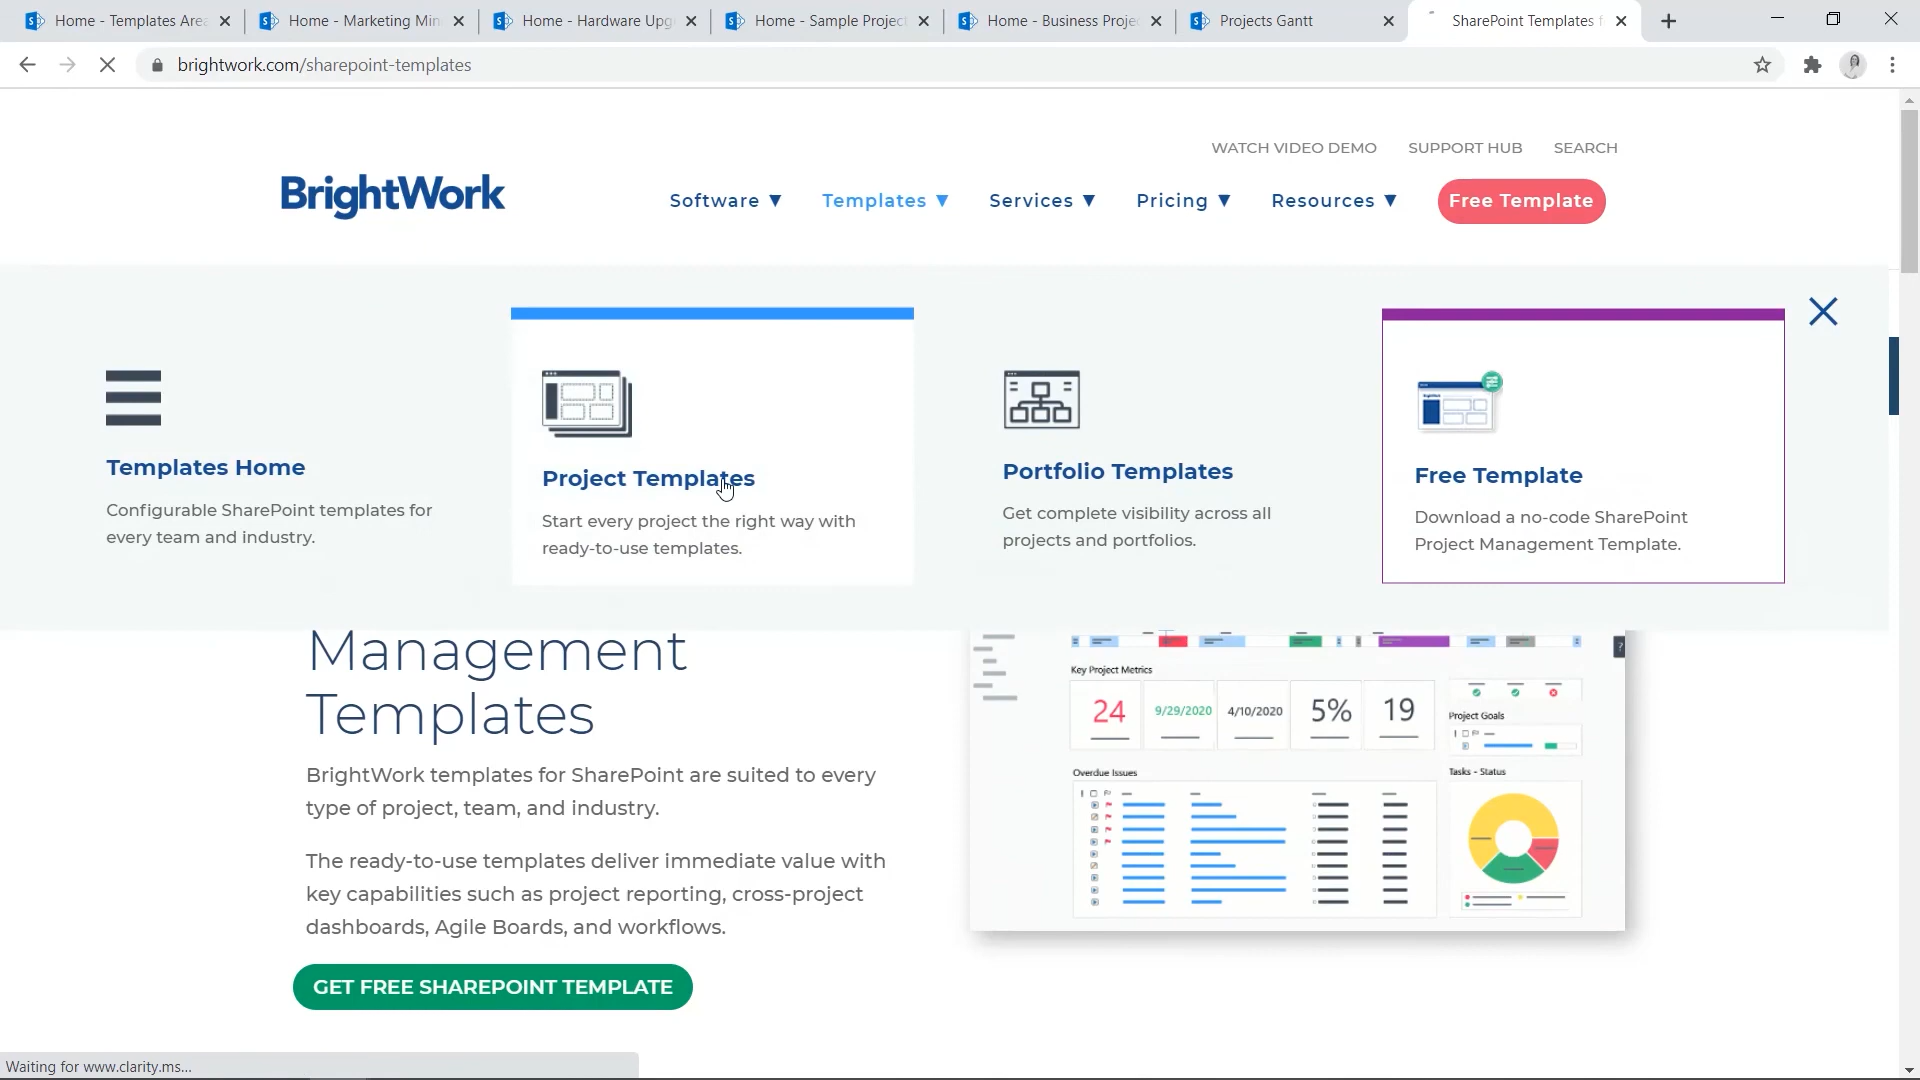 Home - Templates Area
Home - Marketing Min
Home - Hardware Upg
Home - Sample Project
Home - Business Proje
Projects Gantt
SharePoint Templates f
brightwork.com/sharepoint-templates
WATCH VIDEO DEMO SUPPORT HUB SEARCH
BrightWork
Software ▼ Templates ▼ Services ▼ Pricing ▼ Resources ▼ Free Template
Templates Home
Configurable SharePoint templates for
every team and industry.
Project Templates
Start every project the right way with
ready-to-use templates.
Portfolio Templates
Get complete visibility across all
projects and portfolios.
Free Template
Download a no-code SharePoint
Project Management Template.
Management
Templates
BrightWork templates for SharePoint are suited to every
type of project, team, and industry.
The ready-to-use templates deliver immediate value with
key capabilities such as project reporting, cross-project
dashboards, Agile Boards, and workflows.
GET FREE SHAREPOINT TEMPLATE
?
Key Project Metrics
24 9/29/2020 4/10/2020 5% 19
Project Goals
Overdue Issues
Tasks - Status
Waiting for www.clarity.ms...